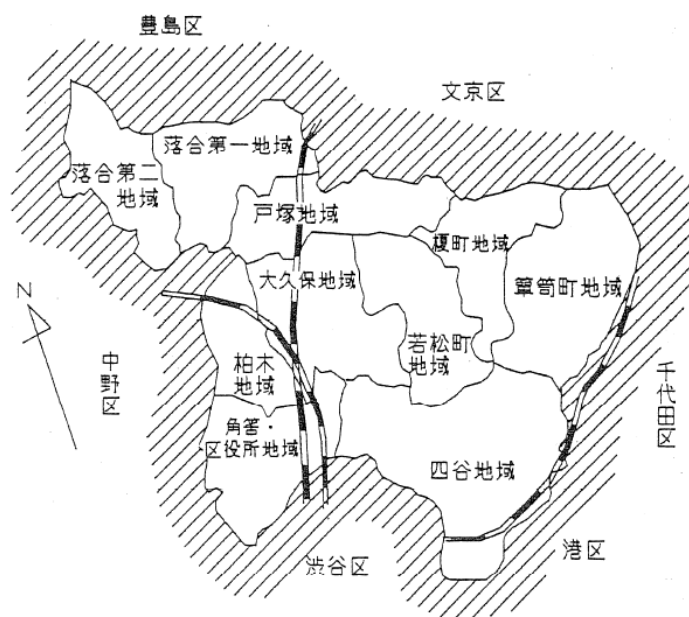 豊島区
文京区
落合第一地域
落合第二
地域
戸塚地域
榎町地域
大久保地域
簞笥町地域
N
若松町
地域
中野区
柏木
地域
千代田区
角筈・
区役所地域
四谷地域
港区
渋谷区